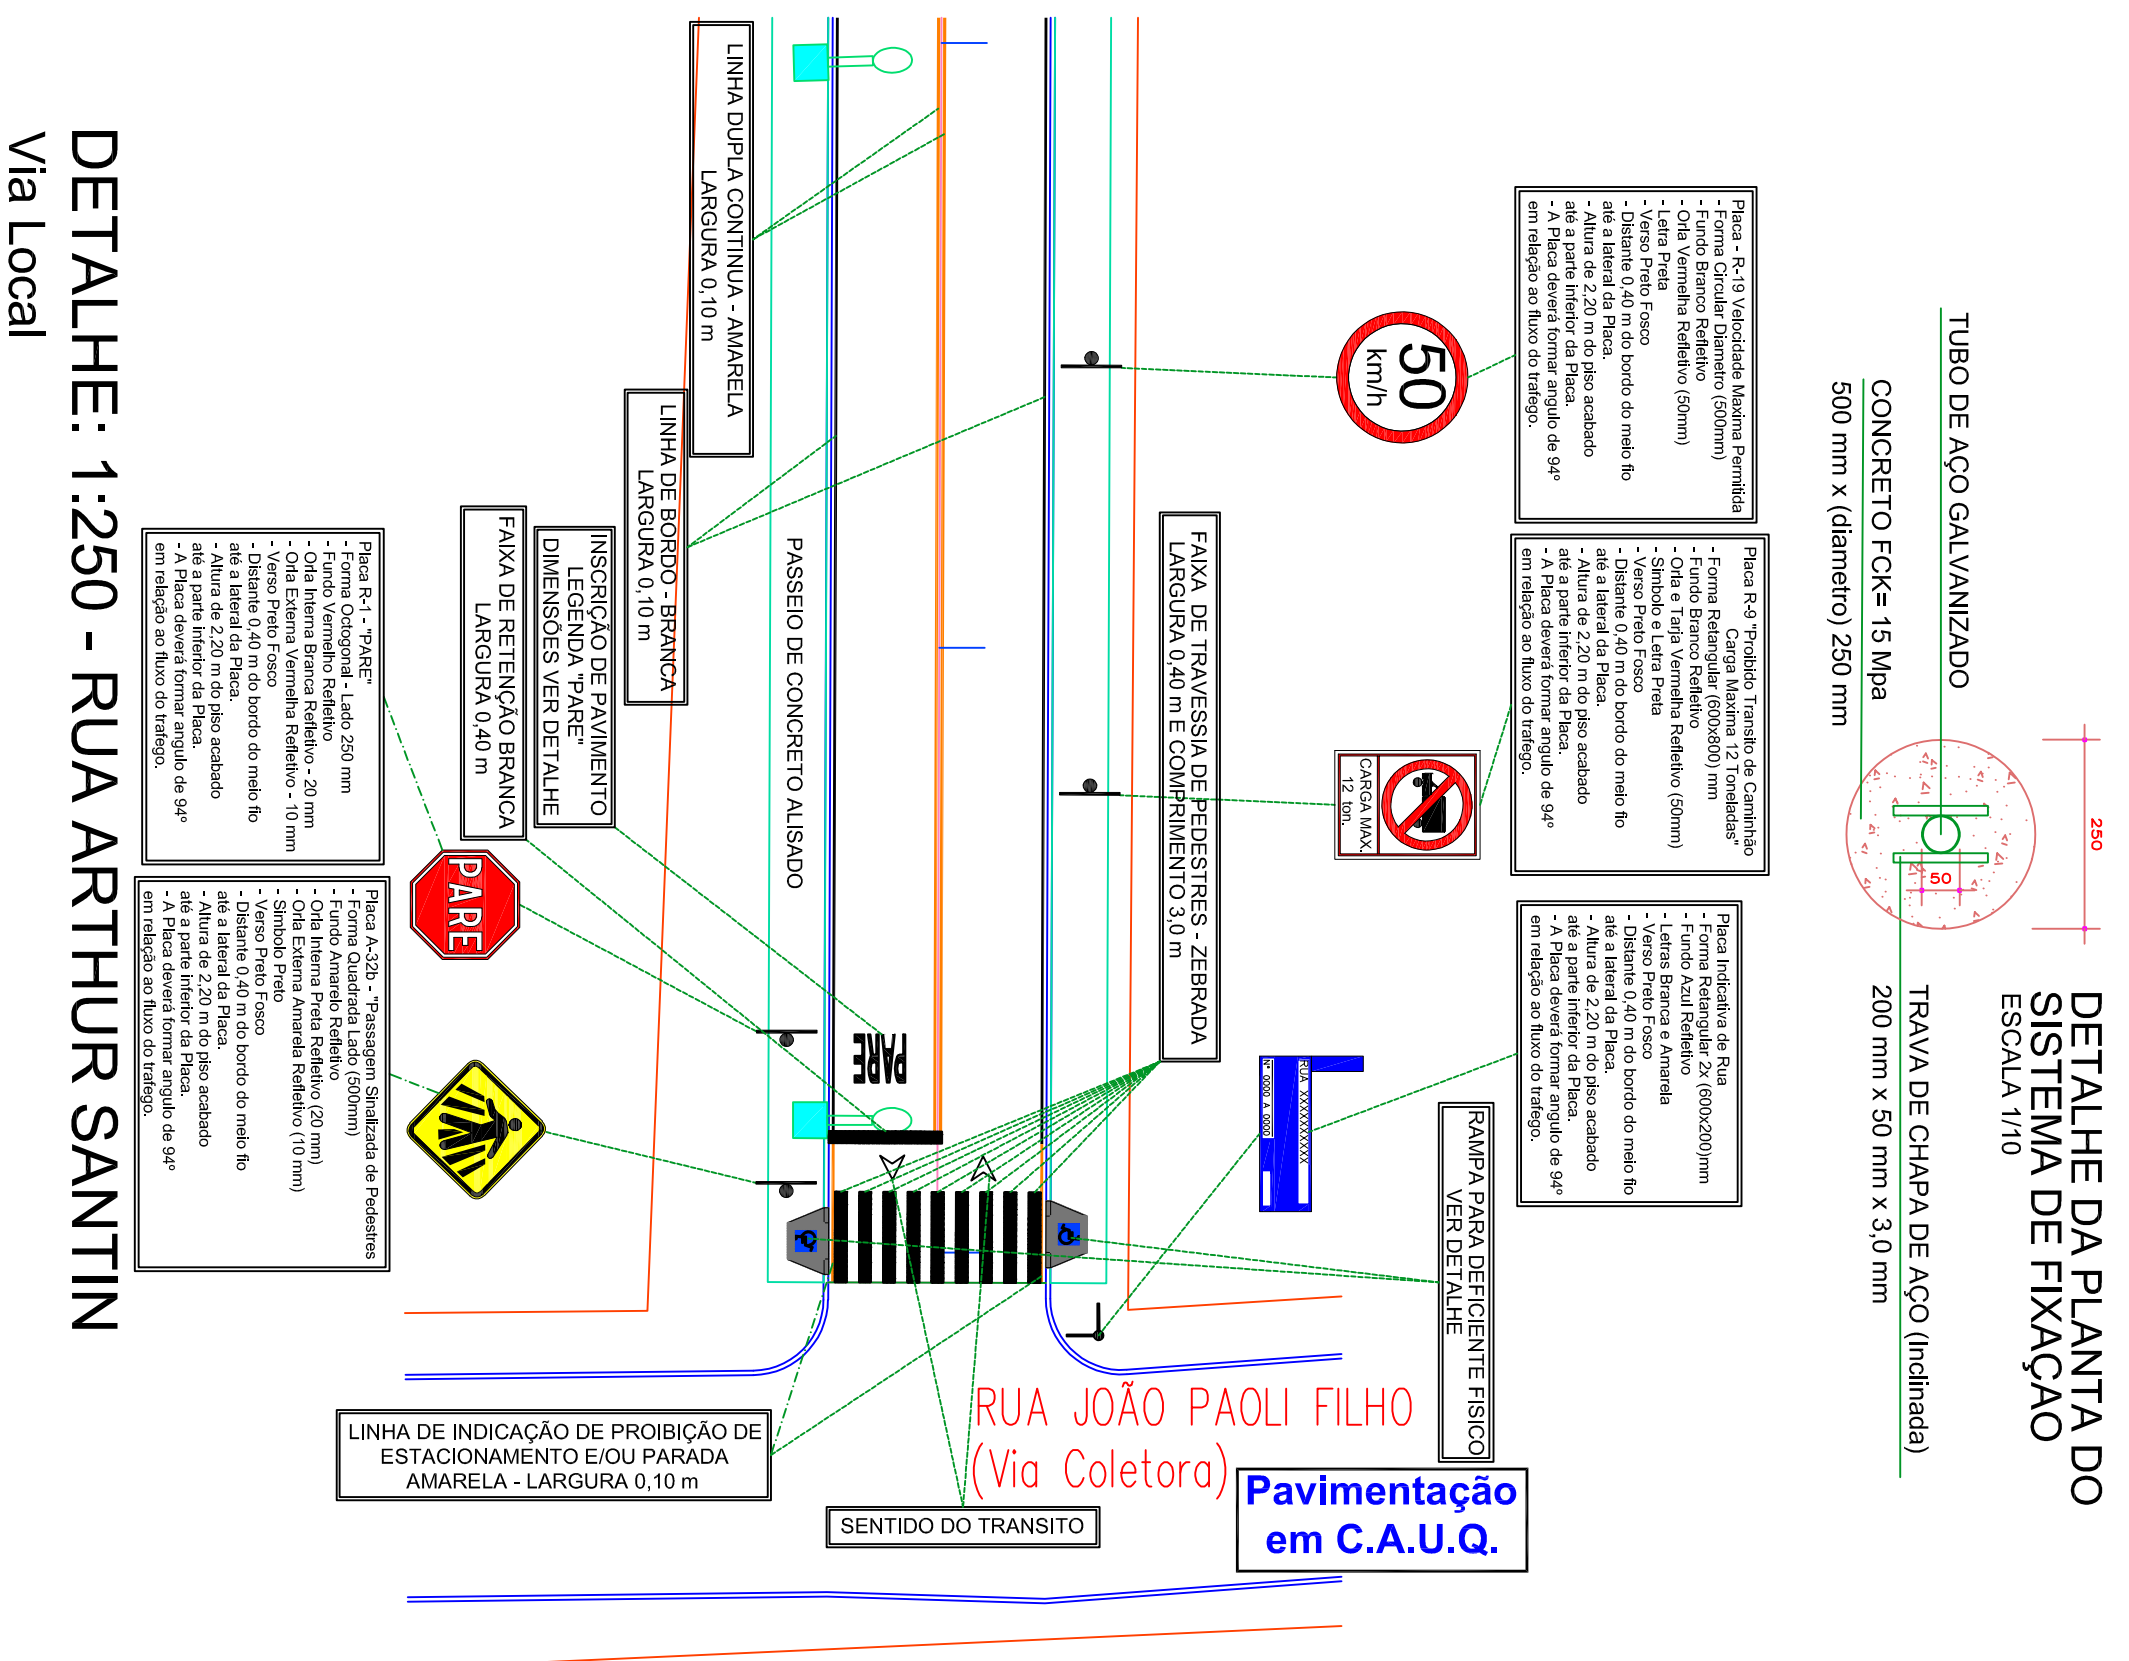 DETALHE DA PLANTA DO
SISTEMA DE FIXAÇAO
ESCALA 1/10
TUBO DE AÇO GALVANIZADO
CONCRETO FCK= 15 Mpa
500 mm x (diametro) 250 mm
250
50
TRAVA DE CHAPA DE AÇO (Inclinada)
200 mm x 50 mm x 3,0 mm
Placa - R-19 Velocidade Maxima Permitida
- Forma Circular Diametro (500mm)
- Fundo Branco Refletivo
- Orla Vermelha Refletivo (50mm)
- Letra Preta
- Verso Preto Fosco
- Distante 0,40 m do bordo do meio fio
até a lateral da Placa.
- Altura de 2,20 m do piso acabado
até a parte inferior da Placa.
- A Placa deverá formar angulo de 94º
em relação ao fluxo do trafego.
Placa R-9 "Proibido Transito de Caminhão
Carga Maxima 12 Toneladas"
- Forma Retangular (600x800) mm
- Fundo Branco Refletivo
- Orla e Tarja Vermelha Refletivo (50mm)
- Simbolo e Letra Preta
- Verso Preto Fosco
- Distante 0,40 m do bordo do meio fio
até a lateral da Placa.
- Altura de 2,20 m do piso acabado
até a parte inferior da Placa.
- A Placa deverá formar angulo de 94º
em relação ao fluxo do trafego.
Placa Indicativa de Rua
- Forma Retangular 2x (600x200)mm
- Fundo Azul Refletivo
- Letras Branca e Amarela
- Verso Preto Fosco
- Distante 0,40 m do bordo do meio fio
até a lateral da Placa.
- Altura de 2,20 m do piso acabado
até a parte inferior da Placa.
- A Placa deverá formar angulo de 94º
em relação ao fluxo do trafego.
50
km/h
CARGA MAX.
12 ton.
RUA XXXXXXXXXX
Nº 0000 A 0000
RAMPA PARA DEFICIENTE FISICO
VER DETALHE
FAIXA DE TRAVESSIA DE PEDESTRES - ZEBRADA
LARGURA 0,40 m E COMPRIMENTO 3,0 m
LINHA DUPLA CONTINUA - AMARELA
LARGURA 0,10 m
LINHA DE BORDO - BRANCA
LARGURA 0,10 m
PASSEIO DE CONCRETO ALISADO
INSCRIÇÃO DE PAVIMENTO
LEGENDA "PARE"
DIMENSÕES VER DETALHE
FAIXA DE RETENÇÃO BRANCA
LARGURA 0,40 m
PARE
PARE
Placa R-1 - "PARE"
- Forma Octogonal - Lado 250 mm
- Fundo Vermelho Refletivo
- Orla Interna Branca Refletivo - 20 mm
- Orla Externa Vermelha Refletivo - 10 mm
- Verso Preto Fosco
- Distante 0,40 m do bordo do meio fio
até a lateral da Placa.
- Altura de 2,20 m do piso acabado
até a parte inferior da Placa.
- A Placa deverá formar angulo de 94º
em relação ao fluxo do trafego.
Placa A-32b - "Passagem Sinalizada de Pedestres
- Forma Quadrada Lado (500mm)
- Fundo Amarelo Refletivo
- Orla Interna Preta Refletivo (20 mm)
- Orla Externa Amarela Refletivo (10 mm)
- Simbolo Preto
- Verso Preto Fosco
- Distante 0,40 m do bordo do meio fio
até a lateral da Placa.
- Altura de 2,20 m do piso acabado
até a parte inferior da Placa.
- A Placa deverá formar angulo de 94º
em relação ao fluxo do trafego.
RUA JOÃO PAOLI FILHO
(Via Coletora)
Pavimentação
em C.A.U.Q.
LINHA DE INDICAÇÃO DE PROIBIÇÃO DE
ESTACIONAMENTO E/OU PARADA
AMARELA - LARGURA 0,10 m
SENTIDO DO TRANSITO
DETALHE: 1:250 - RUA ARTHUR SANTIN
Via Local